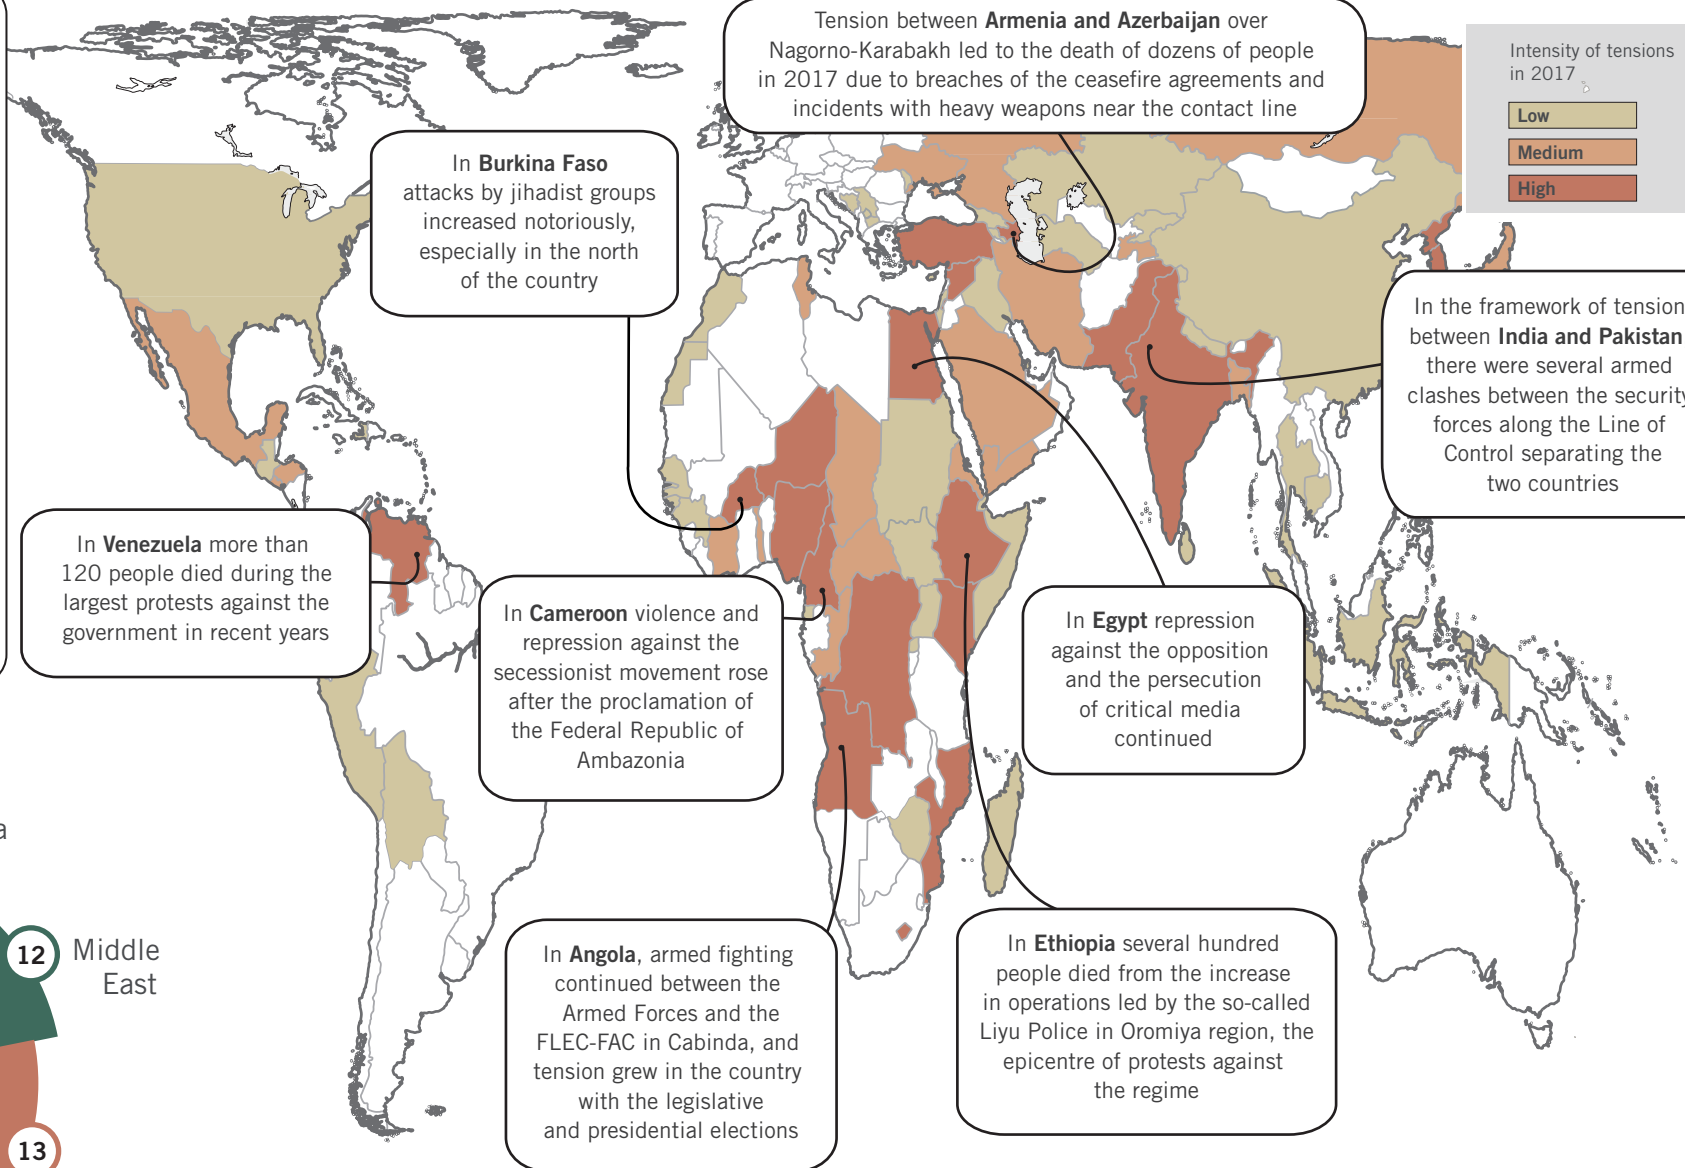 Tension between Armenia and Azerbaijan over
Nagorno-Karabakh led to the death of dozens of people
in 2017 due to breaches of the ceasefire agreements and
incidents with heavy weapons near the contact line
Intensity of tensions
in 2017
Low
Medium
High
In Burkina Faso
attacks by jihadist groups
increased notoriously,
especially in the north
of the country
In the framework of tension
between India and Pakistan
there were several armed
clashes between the security
forces along the Line of
Control separating the
two countries
In Venezuela more than
120 people died during the
largest protests against the
government in recent years
In Cameroon violence and
repression against the
secessionist movement rose
after the proclamation of
the Federal Republic of
Ambazonia
In Egypt repression
against the opposition
and the persecution
of critical media
continued
a
12
Middle
East
13
In Angola, armed fighting
continued between the
Armed Forces and the
FLEC-FAC in Cabinda, and
tension grew in the country
with the legislative
and presidential elections
In Ethiopia several hundred
people died from the increase
in operations led by the so-called
Liyu Police in Oromiya region, the
epicentre of protests against
the regime